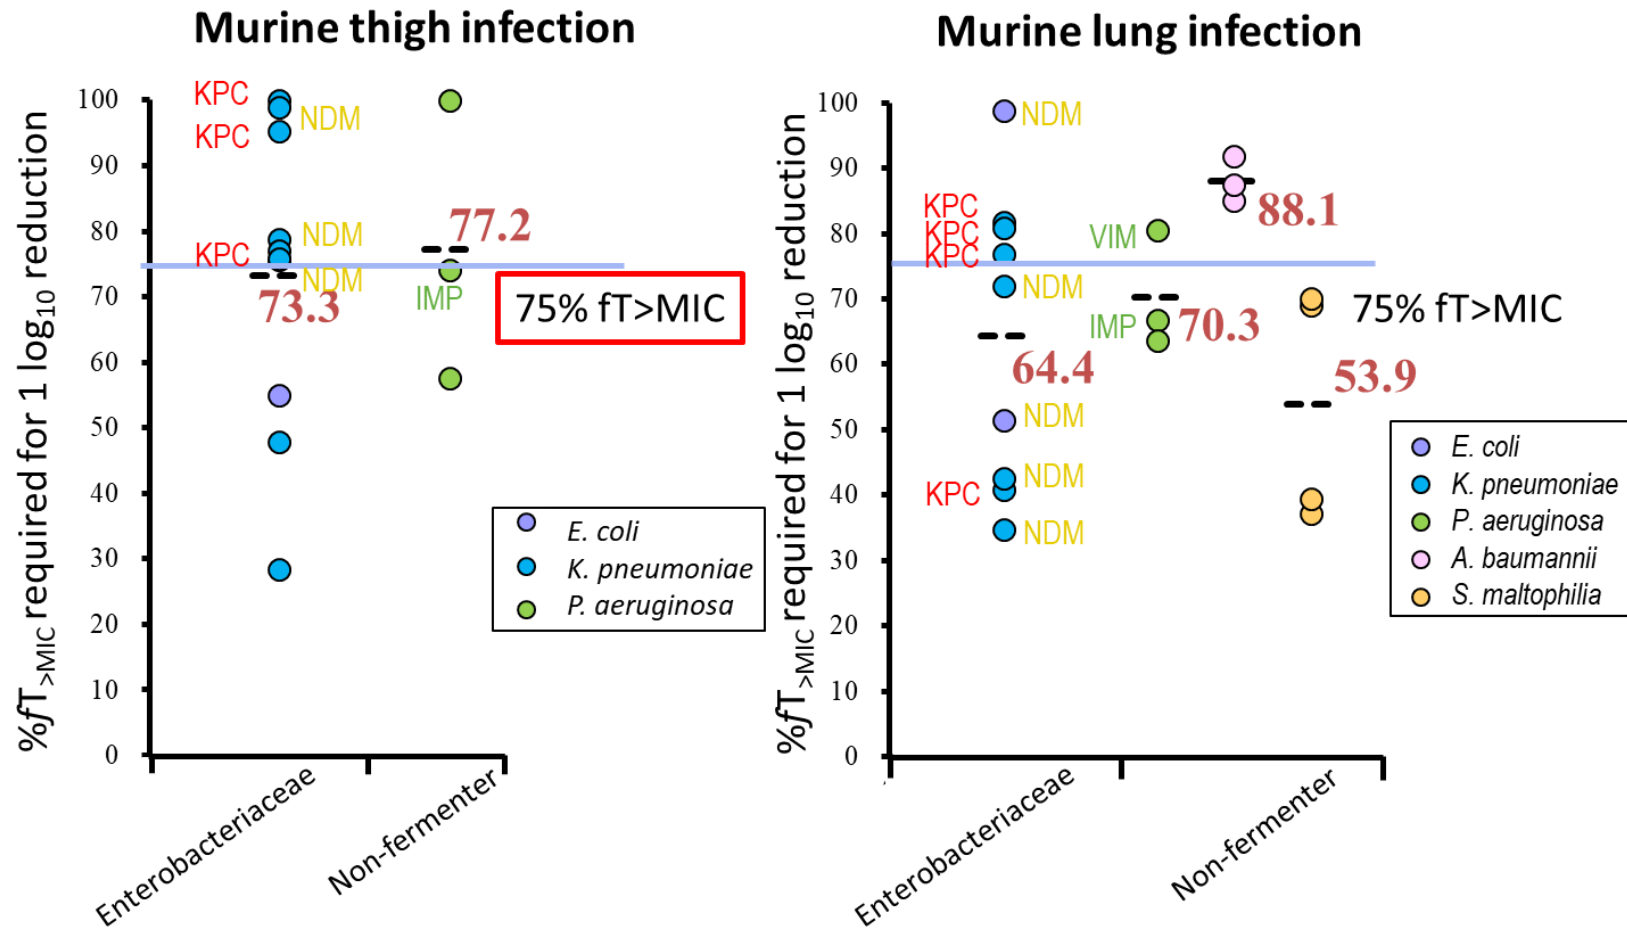 Murine thigh infection
%fT>MIC required for 1 log10 reduction
100
90
80
70
60
50
40
30
20
10
0
KPC
NDM
KPC
NDM
KPC
NDM
73.3
77.2
IMP
75% fT>MIC
E. coli
K. pneumoniae
P. aeruginosa
Enterobacteriaceae
Non-fermenter
Murine lung infection
%fT>MIC required for 1 log10 reduction
100
90
80
70
60
50
40
30
20
10
0
NDM
KPC
KPC
KPC
NDM
64.4
NDM
NDM
KPC
NDM
VIM
IMP
70.3
88.1
53.9
75% fT>MIC
E. coli
K. pneumoniae
P. aeruginosa
A. baumannii
S. maltophilia
Enterobacteriaceae
Non-fermenter